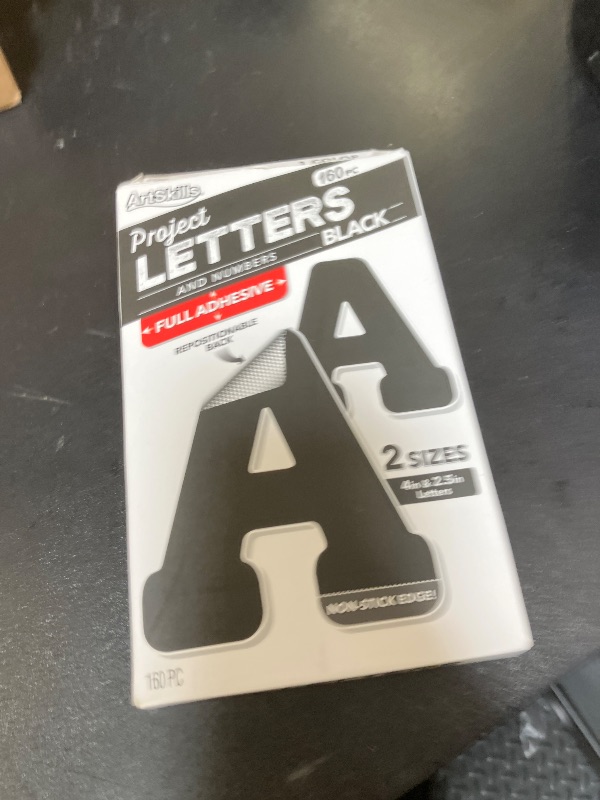 ArtSkills
160 PC
Project
LETTERS
AND NUMBERS
BLACK
FULL ADHESIVE
REPOSITIONABLE
BACK
2 SIZES
4in & 2.5in
Letters
NON-STICK EDGE!
160 PC